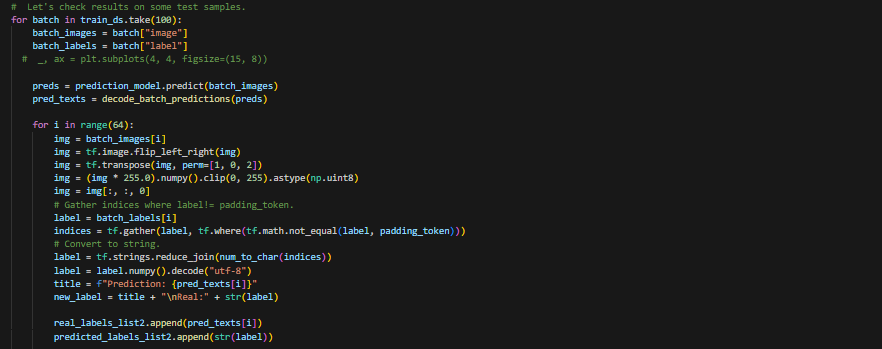 #  Let's check results on some test samples.
for batch in train_ds.take(100):
    batch_images = batch["image"]
    batch_labels = batch["label"]
  #  _, ax = plt.subplots(4, 4, figsize=(15, 8))
    preds = prediction_model.predict(batch_images)
    pred_texts = decode_batch_predictions(preds)
    for i in range(64):
        img = batch_images[i]
        img = tf.image.flip_left_right(img)
        img = tf.transpose(img, perm=[1, 0, 2])
        img = (img * 255.0).numpy().clip(0, 255).astype(np.uint8)
        img = img[:, :, 0]
        # Gather indices where label!= padding_token.
        label = batch_labels[i]
        indices = tf.gather(label, tf.where(tf.math.not_equal(label, padding_token)))
        # Convert to string.
        label = tf.strings.reduce_join(num_to_char(indices))
        label = label.numpy().decode("utf-8")
        title = f"Prediction: {pred_texts[i]}"
        new_label = title + "\nReal:" + str(label)
        real_labels_list2.append(pred_texts[i])
        predicted_labels_list2.append(str(label))